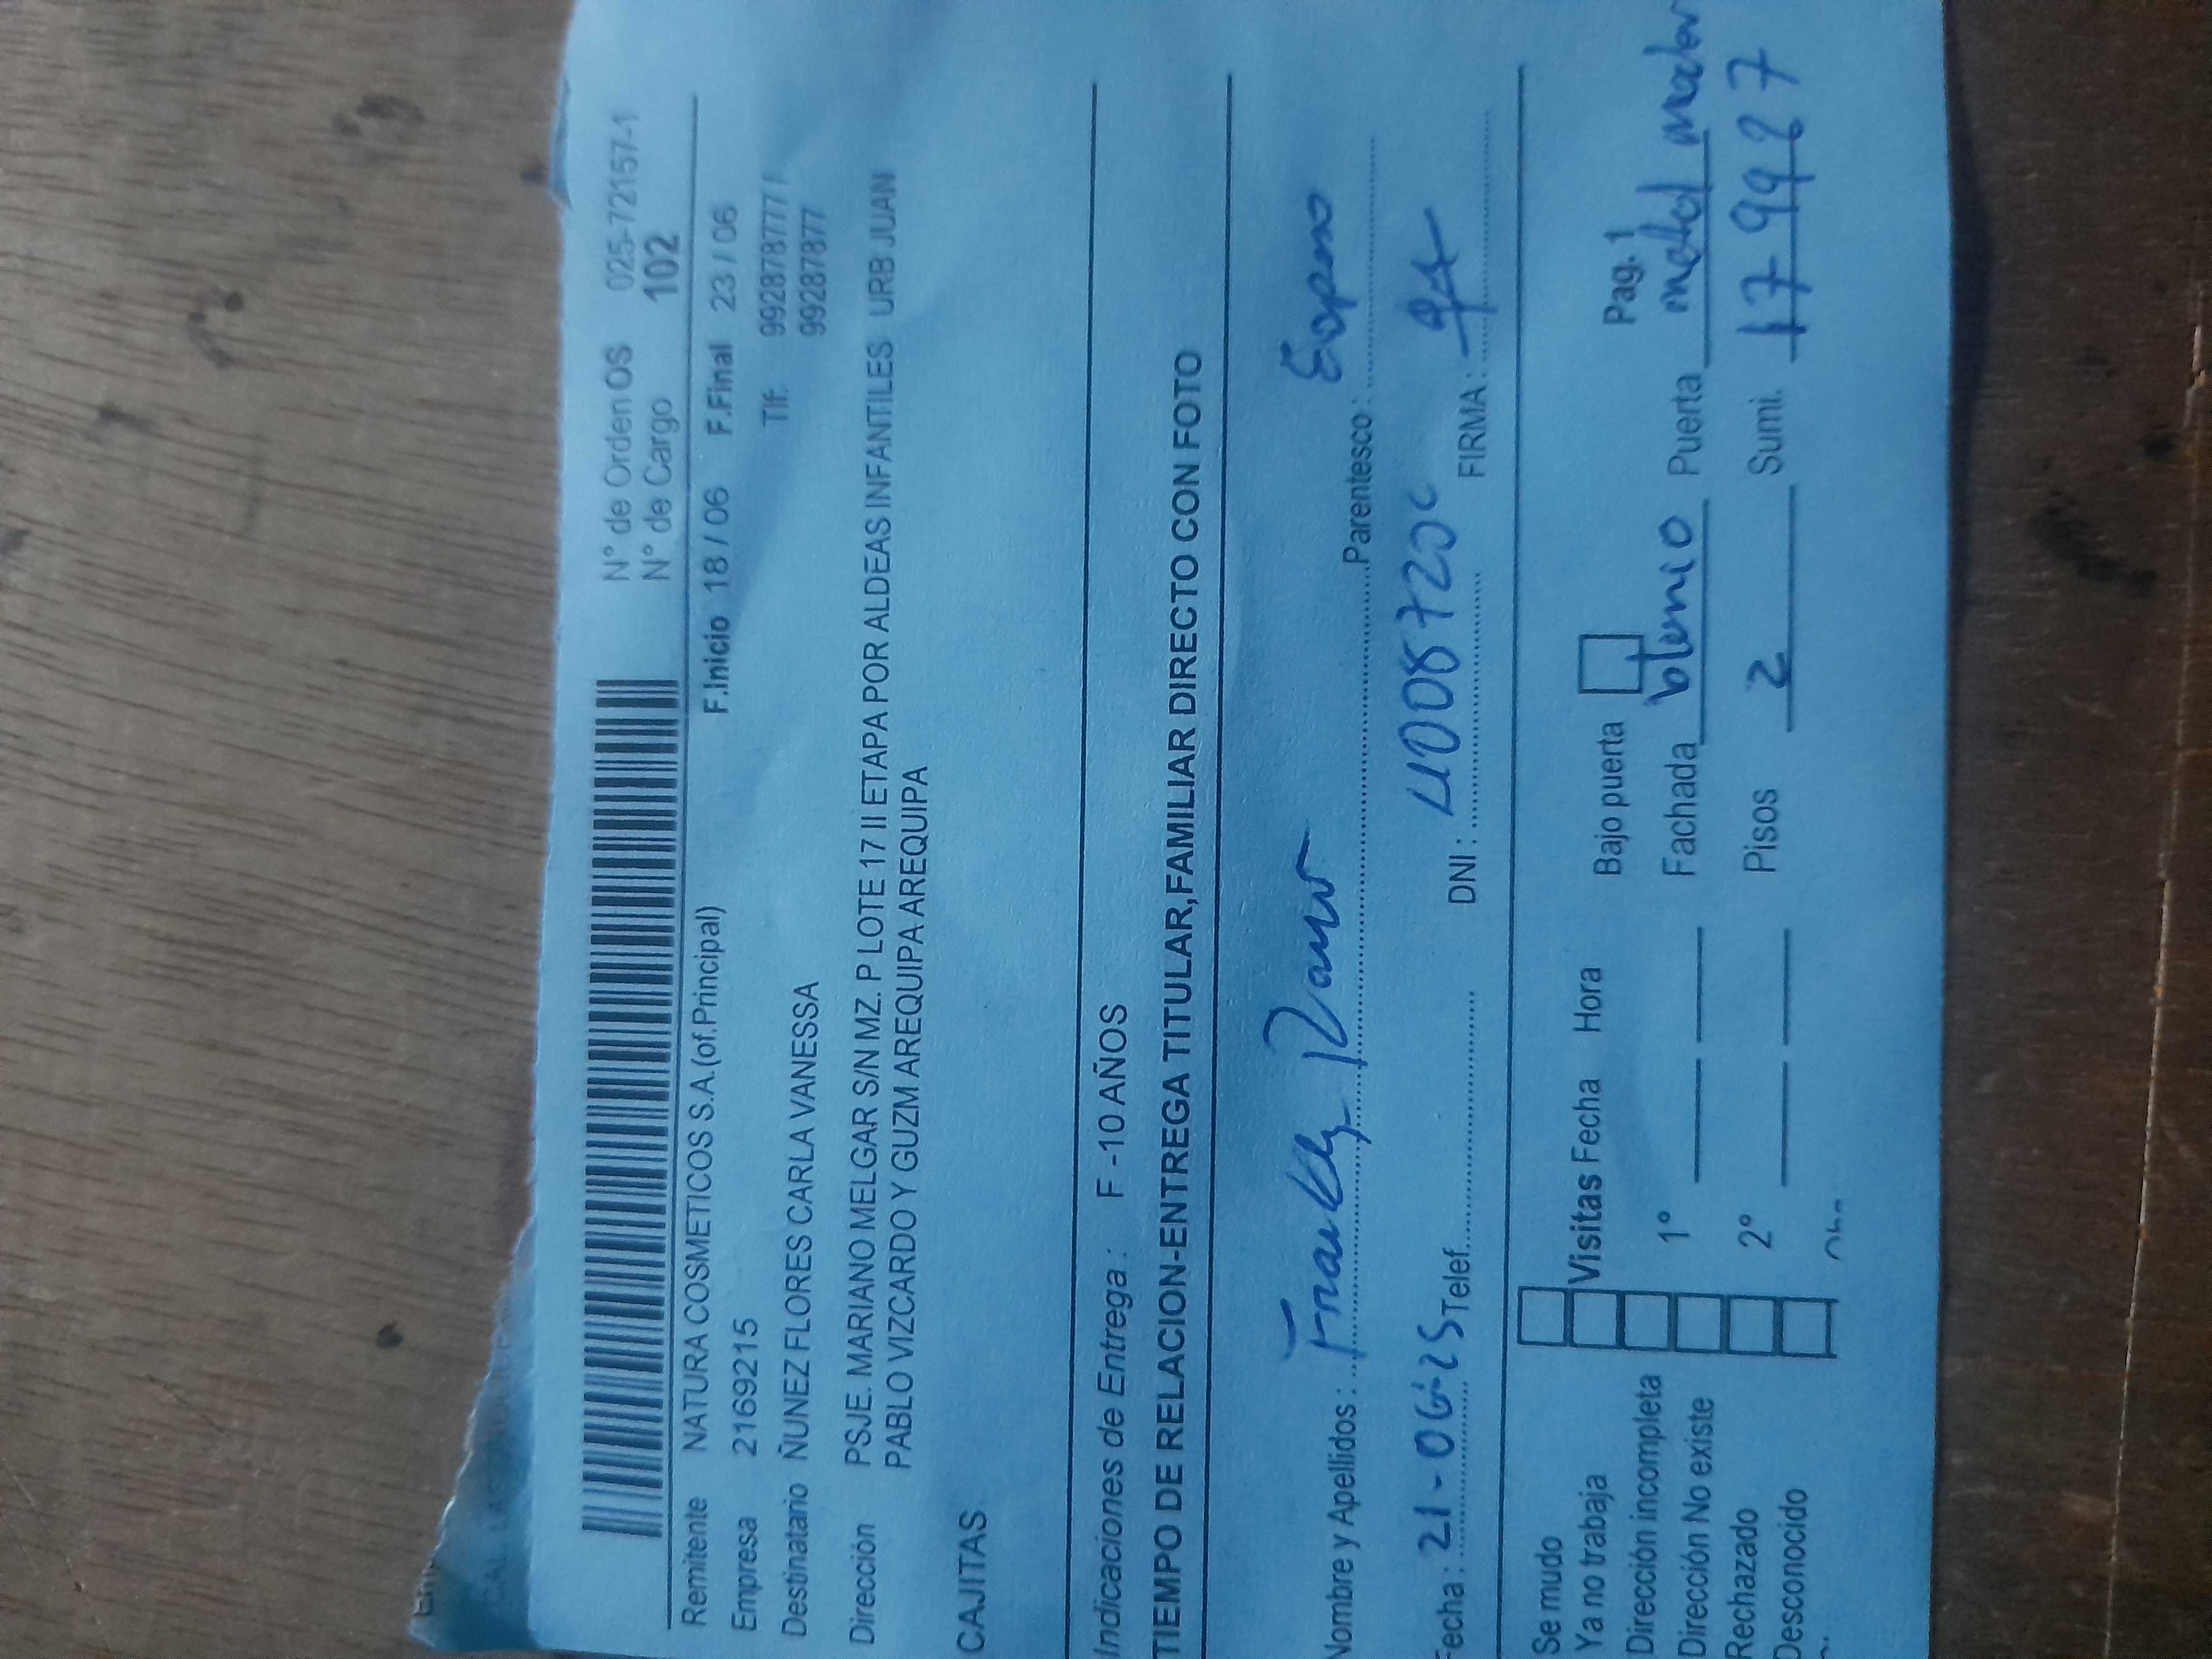 N° de Orden OS 025-72157-1
N° de Cargo 102
Remitente NATURA COSMETICOS S.A.(of.Principal)
Empresa 2169215 F.Inicio 18 / 06 F.Final 23 / 06
Destinatario ÑUNEZ FLORES CARLA VANESSA Tlf: 992878777 /
992878777
Dirección PSJE. MARIANO MELGAR S/N MZ. P LOTE 17 II ETAPA POR ALDEAS INFANTILES URB JUAN
PABLO VIZCARDO Y GUZM AREQUIPA AREQUIPA
CAJITAS
Indicaciones de Entrega : F -10 AÑOS
TIEMPO DE RELACION-ENTREGA TITULAR,FAMILIAR DIRECTO CON FOTO
Nombre y Apellidos : Parentesco :
Fecha : 21-06-25 Telef. DNI : FIRMA :
Se mudo
Ya no trabaja Visitas Fecha Hora Bajo puerta Pag. 1
Dirección incompleta 1° Fachada Puerta
Dirección No existe
Rechazado 2° Pisos 2 Sumi. 179927
Desconocido